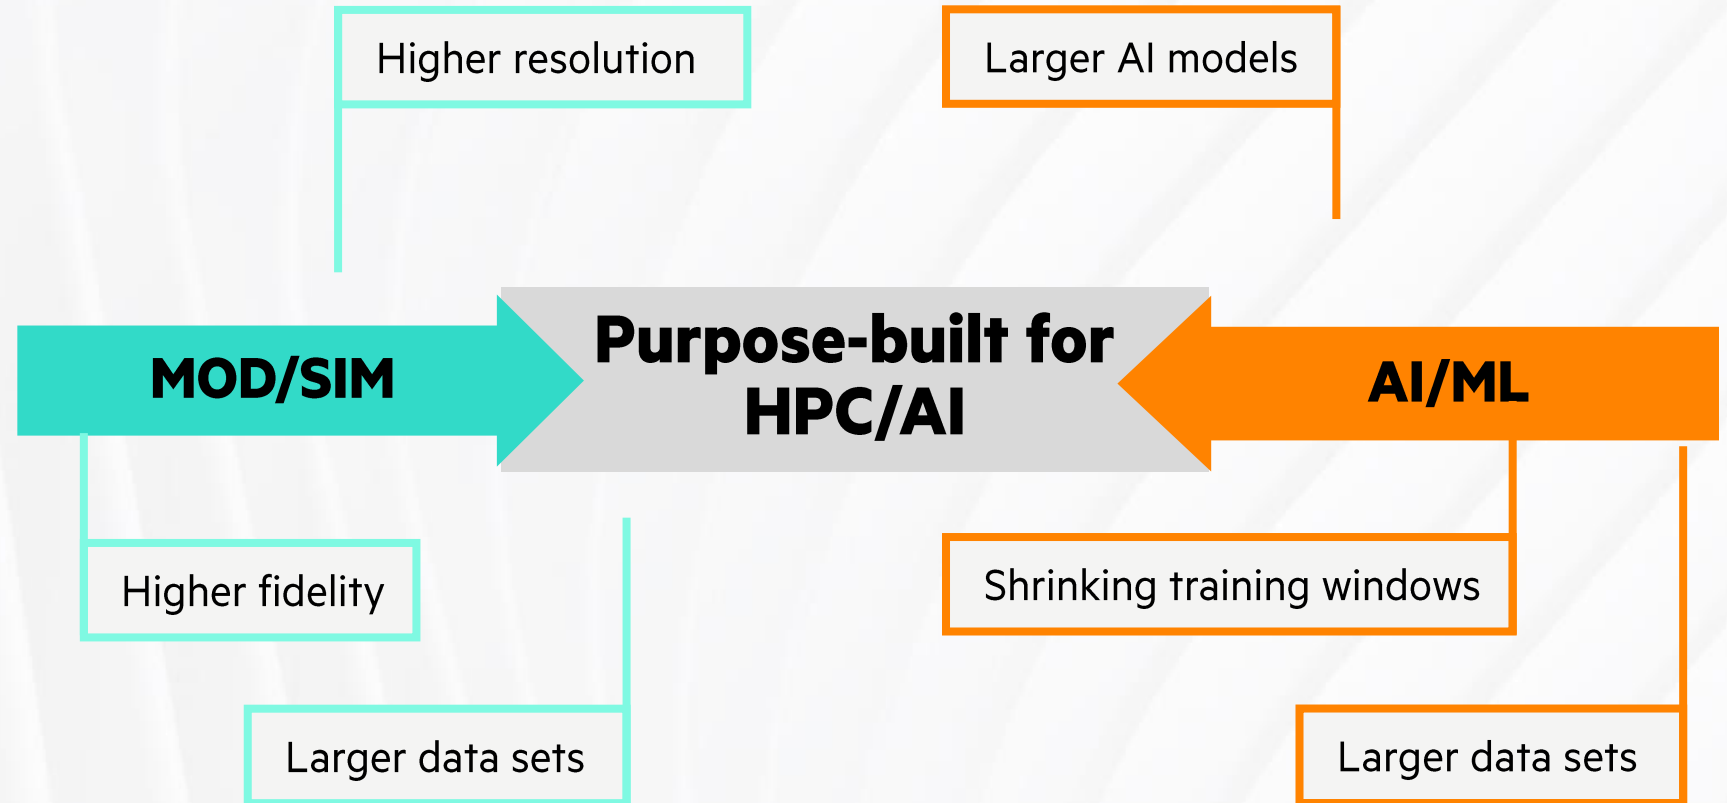 Higher resolution
Larger AI models
MOD/SIM
Purpose-built for
HPC/AI
AI/ML
Higher fidelity
Shrinking training windows
Larger data sets
Larger data sets